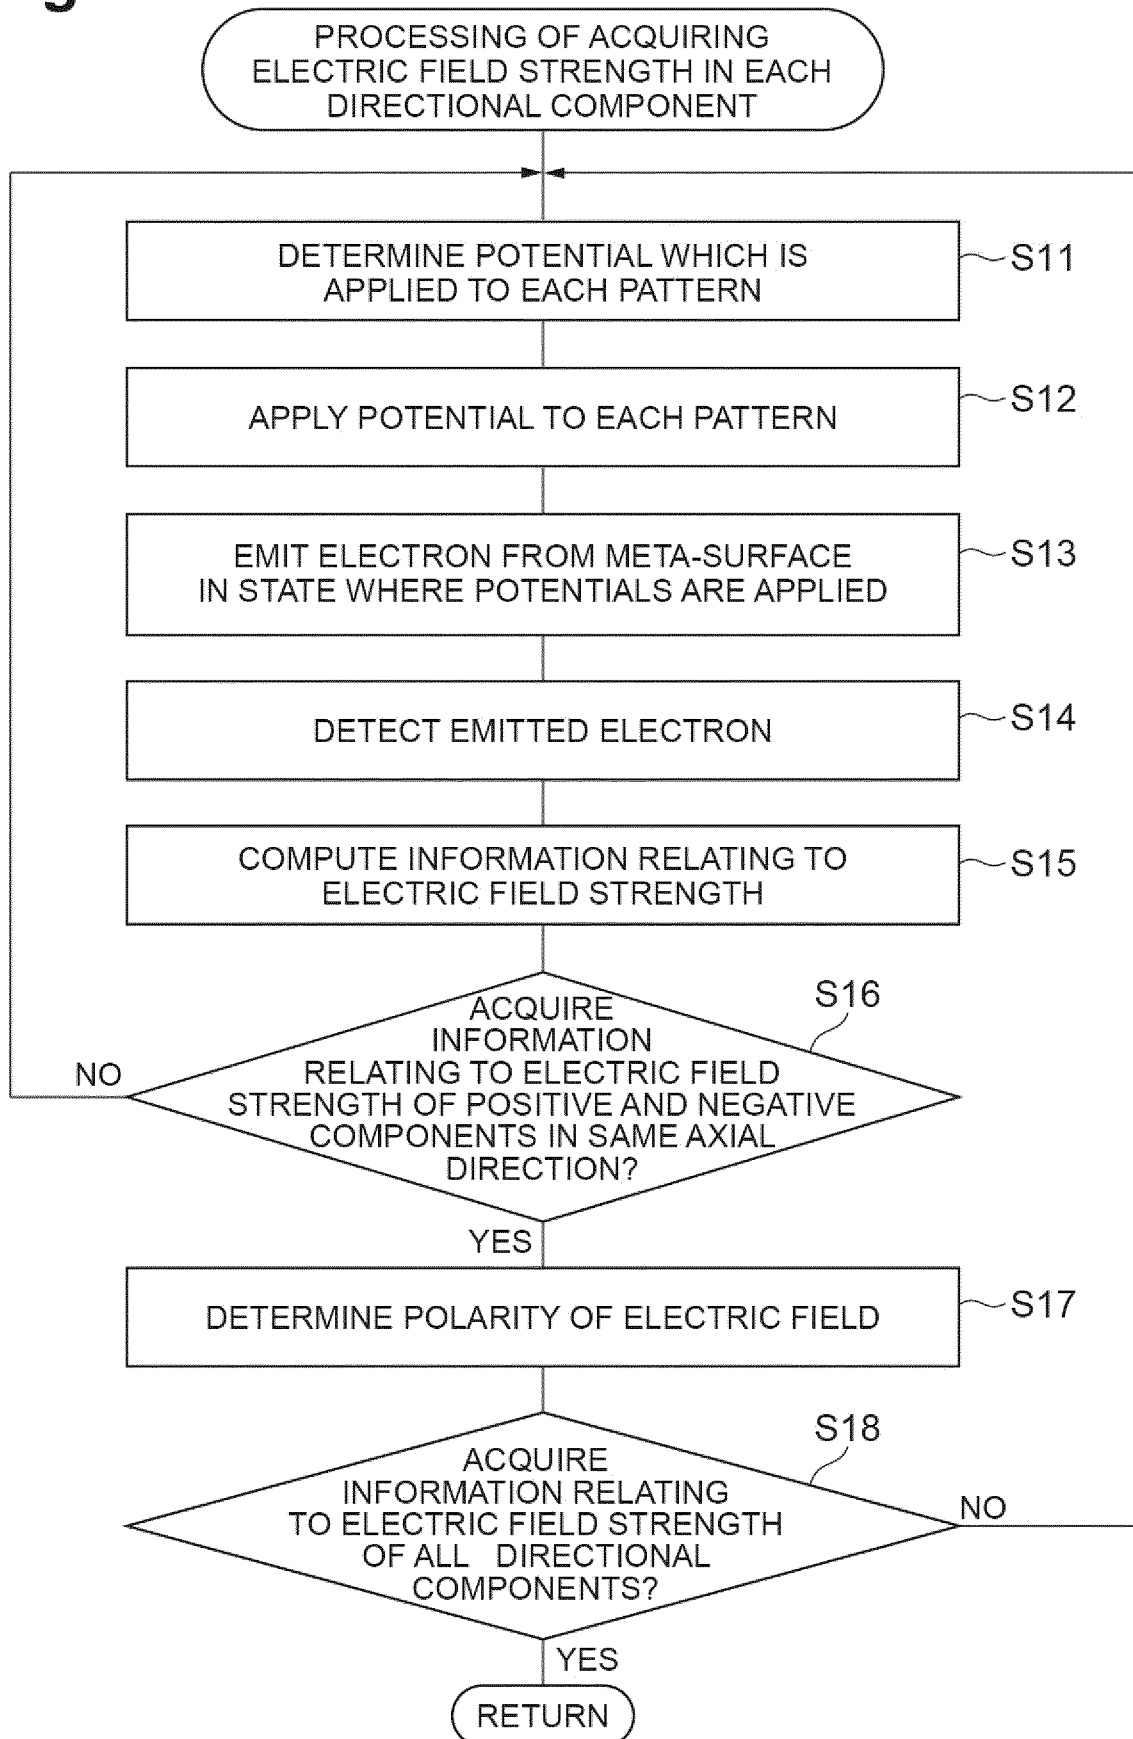 PROCESSING OF ACQUIRING
ELECTRIC FIELD STRENGTH IN EACH
DIRECTIONAL COMPONENT
DETERMINE POTENTIAL WHICH IS
APPLIED TO EACH PATTERN
S11
APPLY POTENTIAL TO EACH PATTERN
S12
EMIT ELECTRON FROM META-SURFACE
IN STATE WHERE POTENTIALS ARE APPLIED
S13
DETECT EMITTED ELECTRON
S14
COMPUTE INFORMATION RELATING TO
ELECTRIC FIELD STRENGTH
S15
S16
ACQUIRE
INFORMATION
RELATING TO ELECTRIC FIELD
STRENGTH OF POSITIVE AND NEGATIVE
COMPONENTS IN SAME AXIAL
DIRECTION?
NO
YES
DETERMINE POLARITY OF ELECTRIC FIELD
S17
S18
ACQUIRE
INFORMATION RELATING
TO ELECTRIC FIELD STRENGTH
OF ALL DIRECTIONAL
COMPONENTS?
NO
YES
RETURN